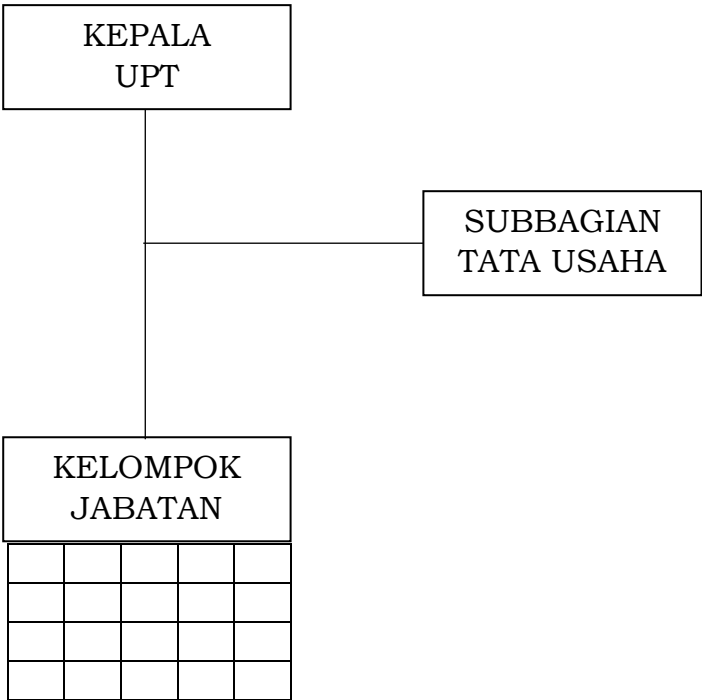 KEPALA
UPT
SUBBAGIAN
TATA USAHA
KELOMPOK
JABATAN